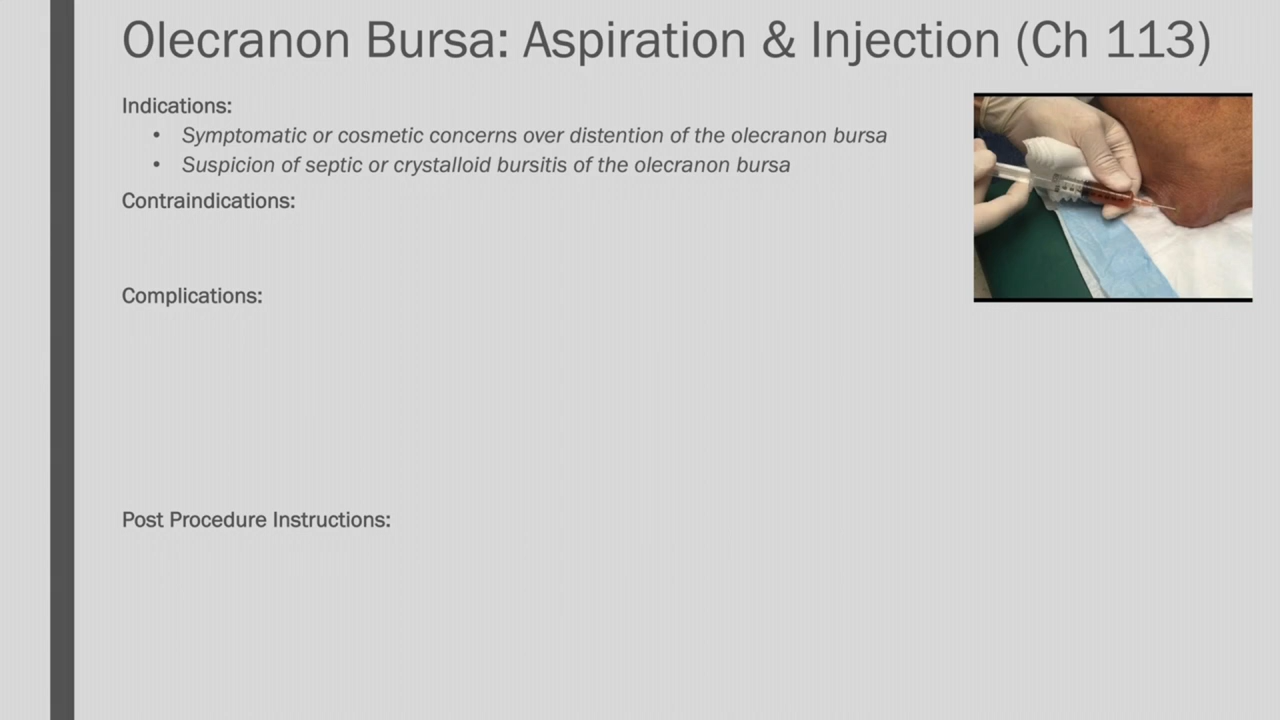 Olecranon Bursa: Aspiration & Injection (Ch 113)
Indications:
• Symptomatic or cosmetic concerns over distention of the olecranon bursa
• Suspicion of septic or crystalloid bursitis of the olecranon bursa
Contraindications:
Complications:
Post Procedure Instructions: